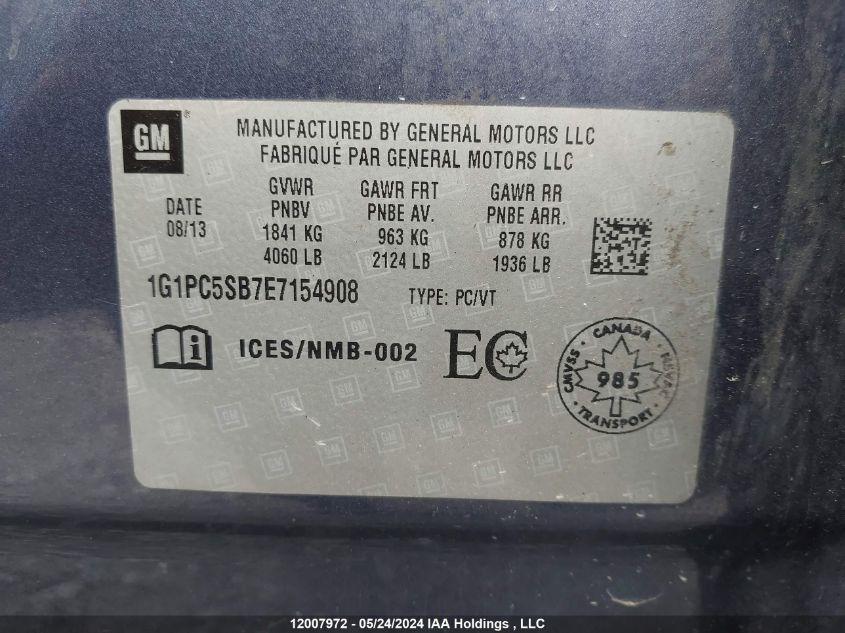 GM
MANUFACTURED BY GENERAL MOTORS LLC
FABRIQUÉ PAR GENERAL MOTORS LLC
DATE
08/13
GVWR
PNBV
1841 KG
4060 LB
GAWR FRT
PNBE AV.
963 KG
2124 LB
GAWR RR
PNBE ARR.
878 KG
1936 LB
1G1PC5SB7E7154908 TYPE: PC/VT
i ICES/NMB-002 EC
CANADA
CMVSS 985 NSVAC
TRANSPORT
12007972 - 05/24/2024 IAA Holdings , LLC